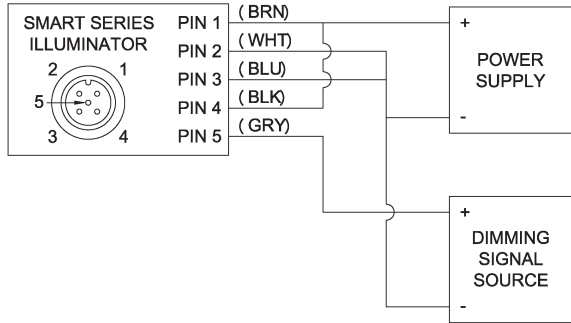 SMART SERIES
ILLUMINATOR
2 1
5
3 4
PIN 1 (BRN)
PIN 2 (WHT)
PIN 3 (BLU)
PIN 4 (BLK)
PIN 5 (GRY)
+
POWER
SUPPLY
-
+
DIMMING
SIGNAL
SOURCE
-